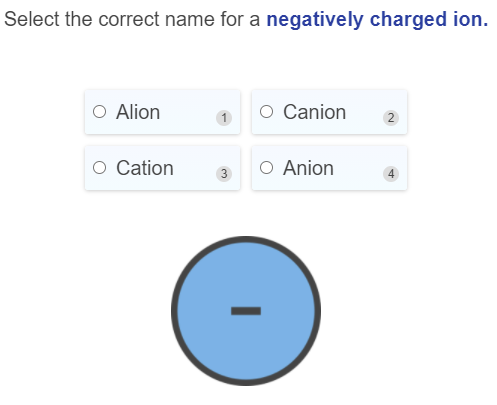 Select the correct name for a negatively charged ion.
Alion 1
Canion 2
Cation 3
Anion 4
-